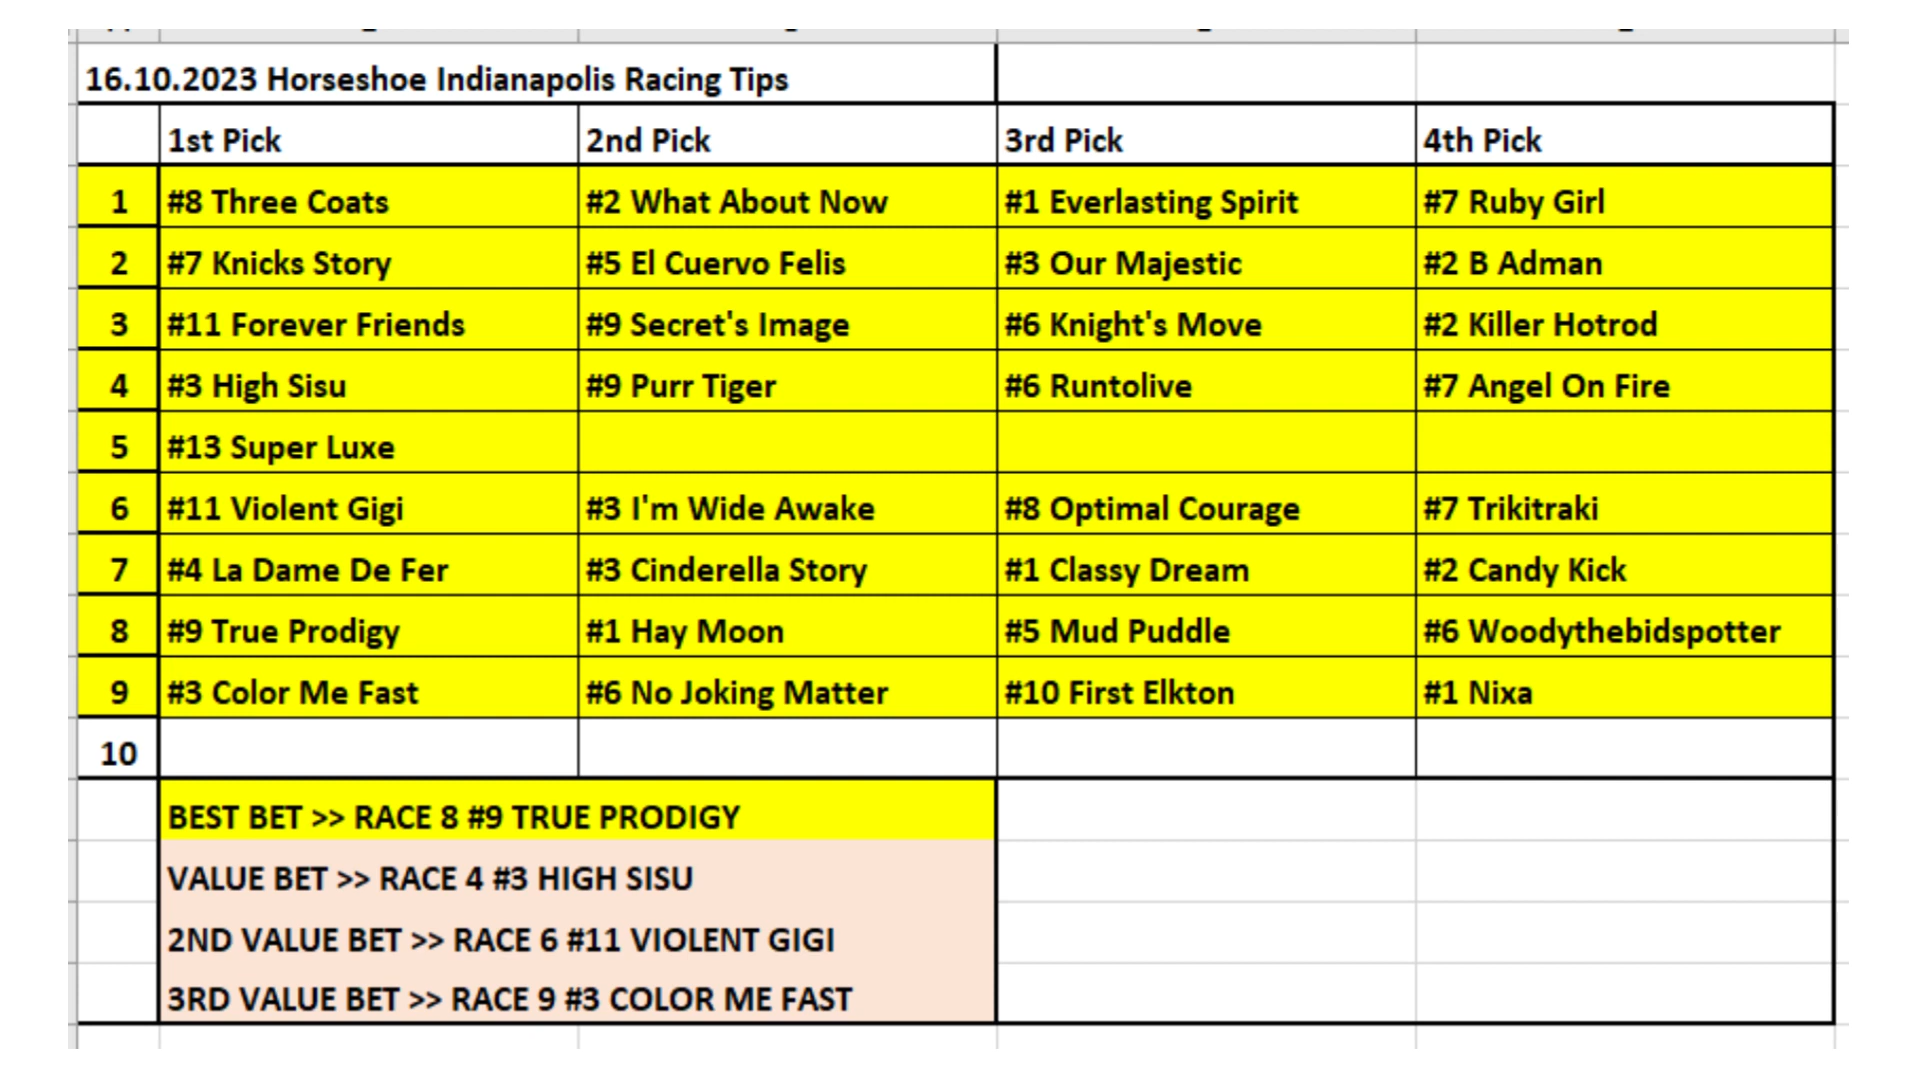 16.10.2023 Horseshoe Indianapolis Racing Tips
1st Pick 2nd Pick 3rd Pick 4th Pick
1 #8 Three Coats #2 What About Now #1 Everlasting Spirit #7 Ruby Girl
2 #7 Knicks Story #5 El Cuervo Felis #3 Our Majestic #2 B Adman
3 #11 Forever Friends #9 Secret's Image #6 Knight's Move #2 Killer Hotrod
4 #3 High Sisu #9 Purr Tiger #6 Runtolive #7 Angel On Fire
5 #13 Super Luxe
6 #11 Violent Gigi #3 I'm Wide Awake #8 Optimal Courage #7 Trikitraki
7 #4 La Dame De Fer #3 Cinderella Story #1 Classy Dream #2 Candy Kick
8 #9 True Prodigy #1 Hay Moon #5 Mud Puddle #6 Woodythebidspotter
9 #3 Color Me Fast #6 No Joking Matter #10 First Elkton #1 Nixa
10
BEST BET >> RACE 8 #9 TRUE PRODIGY
VALUE BET >> RACE 4 #3 HIGH SISU
2ND VALUE BET >> RACE 6 #11 VIOLENT GIGI
3RD VALUE BET >> RACE 9 #3 COLOR ME FAST